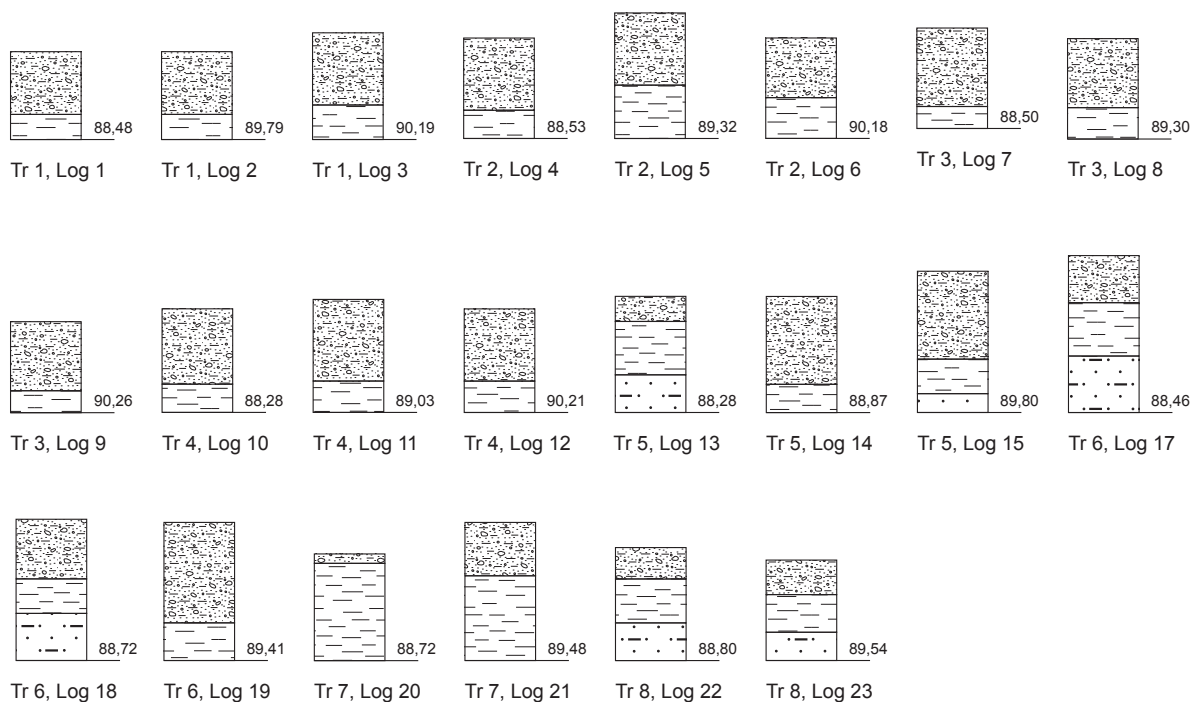 88,48 89,79 90,19 88,53 89,32 90,18 88,50 89,30
Tr 1, Log 1 Tr 1, Log 2 Tr 1, Log 3 Tr 2, Log 4 Tr 2, Log 5 Tr 2, Log 6 Tr 3, Log 7 Tr 3, Log 8
90,26 88,28 89,03 90,21 88,28 88,87 89,80 88,46
Tr 3, Log 9 Tr 4, Log 10 Tr 4, Log 11 Tr 4, Log 12 Tr 5, Log 13 Tr 5, Log 14 Tr 5, Log 15 Tr 6, Log 17
88,72 89,41 88,72 89,48 88,80 89,54
Tr 6, Log 18 Tr 6, Log 19 Tr 7, Log 20 Tr 7, Log 21 Tr 8, Log 22 Tr 8, Log 23